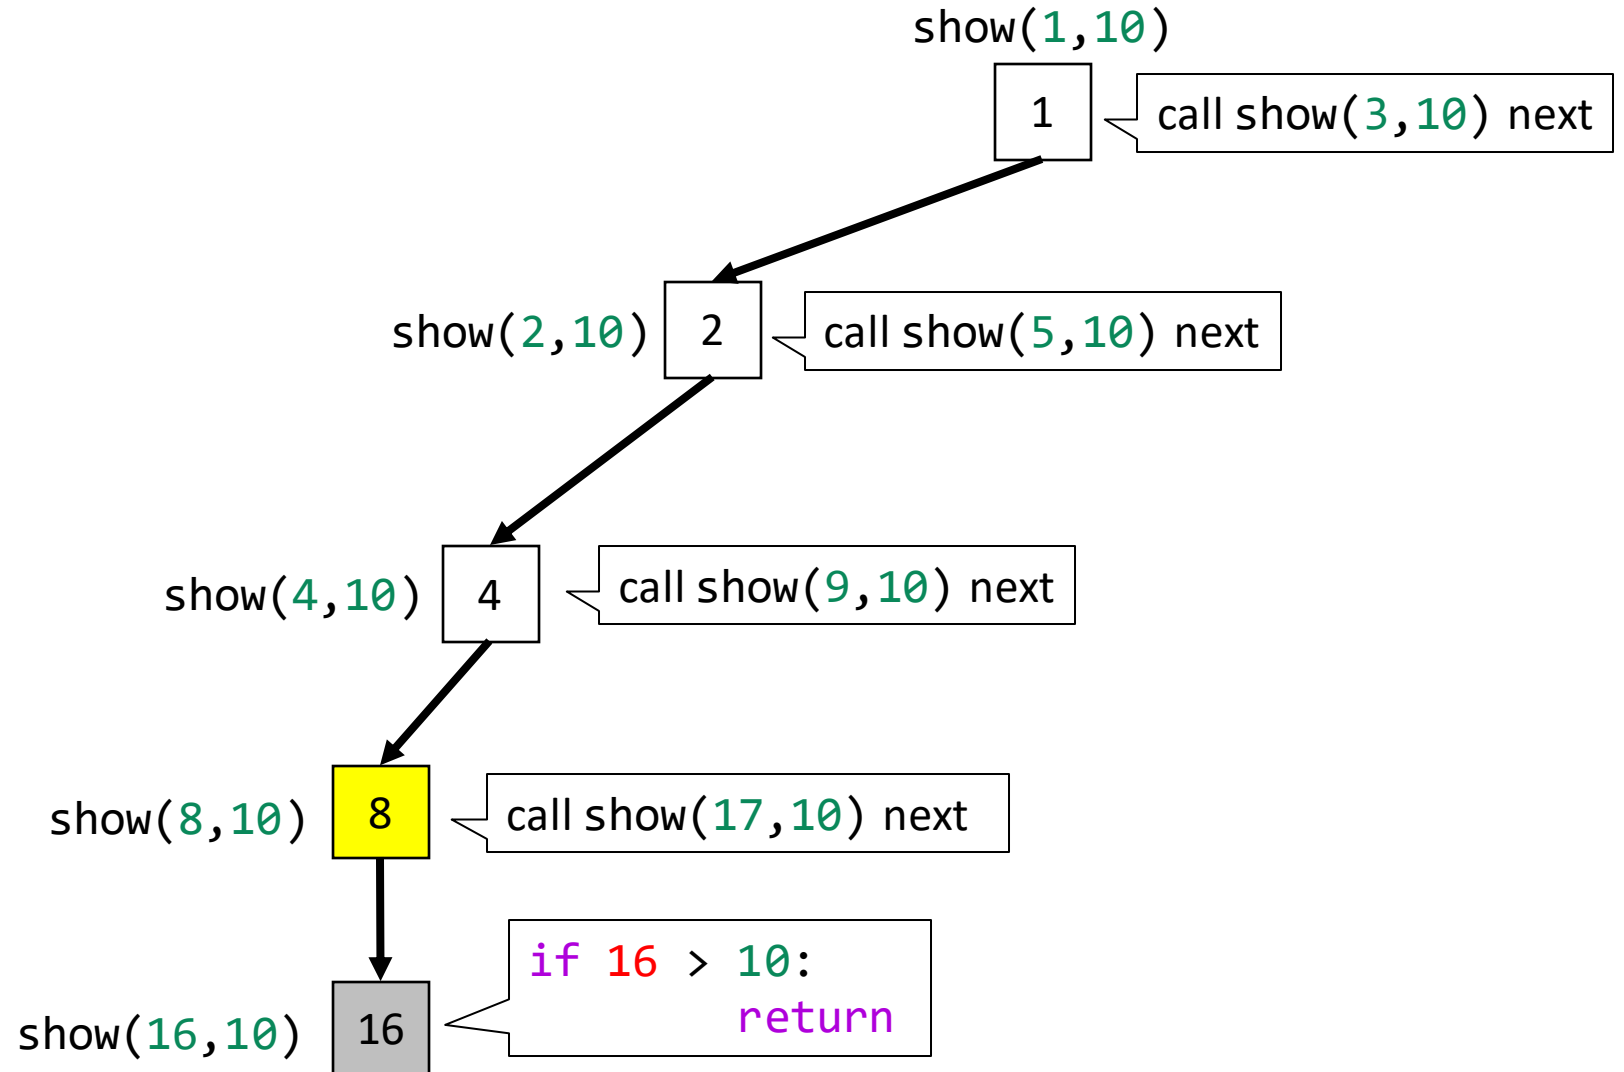 show(1,10)
1
call show(3,10) next
show(2,10)
2
call show(5,10) next
show(4,10)
4
call show(9,10) next
show(8,10)
8
call show(17,10) next
if 16 > 10:
return
show(16,10)
16